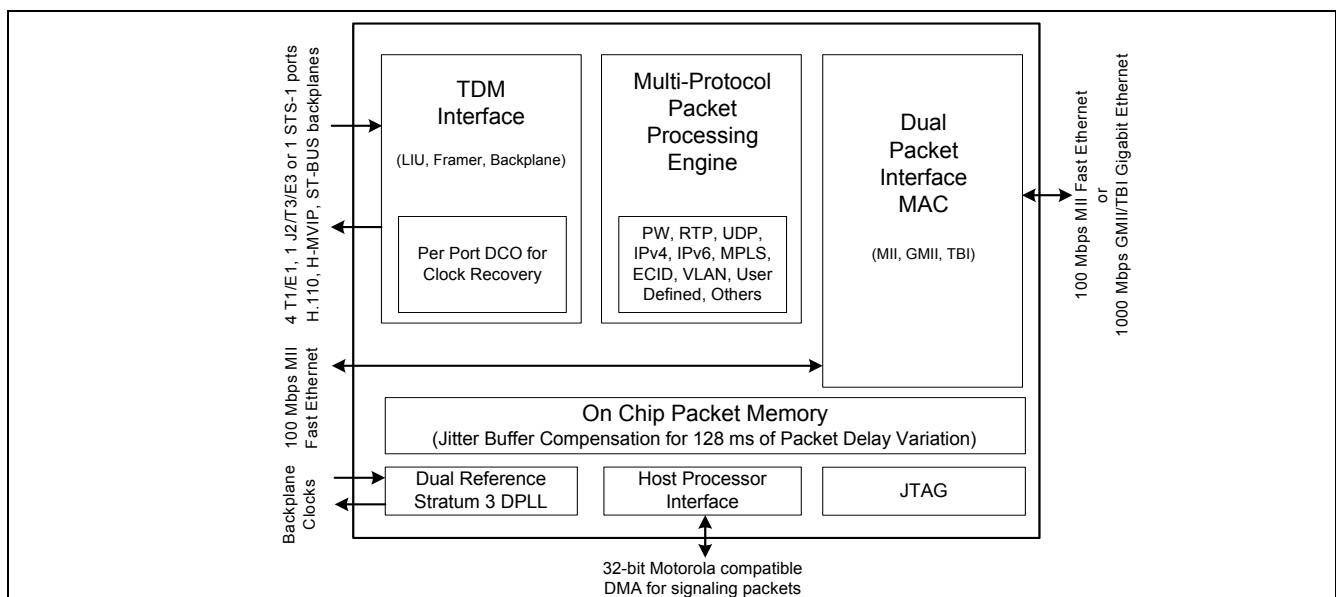 4 T1/E1, 1 J2/T3/E3 or 1 STS-1 ports
H.110, H-MVIP, ST-BUS backplanes
TDM
Interface
(LIU, Framer, Backplane)
Per Port DCO for
Clock Recovery
Multi-Protocol
Packet
Processing
Engine
PW, RTP, UDP,
IPv4, IPv6, MPLS,
ECID, VLAN, User
Defined, Others
Dual
Packet
Interface
MAC
(MII, GMII, TBI)
100 Mbps MII Fast Ethernet
or
1000 Mbps GMII/TBI Gigabit Ethernet
100 Mbps MII
Fast Ethernet
On Chip Packet Memory
(Jitter Buffer Compensation for 128 ms of Packet Delay Variation)
Backplane
Clocks
Dual Reference
Stratum 3 DPLL
Host Processor
Interface
JTAG
32-bit Motorola compatible
DMA for signaling packets